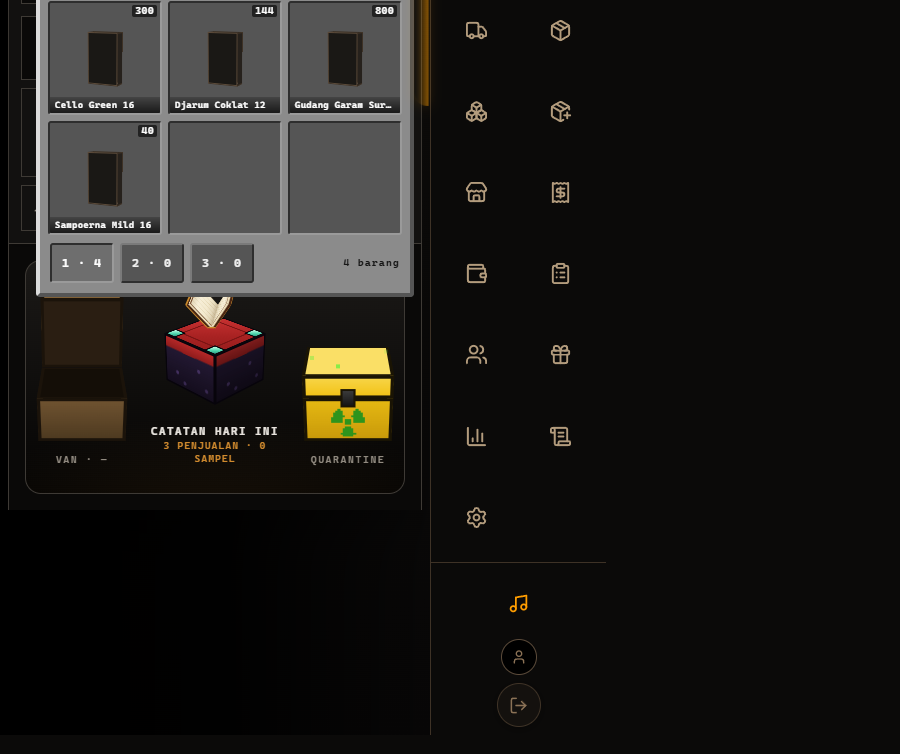 300
144
800
Cello Green 16
Djarum Coklat 12
Gudang Garam Sur…
40
Sampoerna Mild 16
1 · 4
2 · 0
3 · 0
4 barang
CATATAN HARI INI
3 PENJUALAN · 0
SAMPEL
VAN · —
QUARANTINE